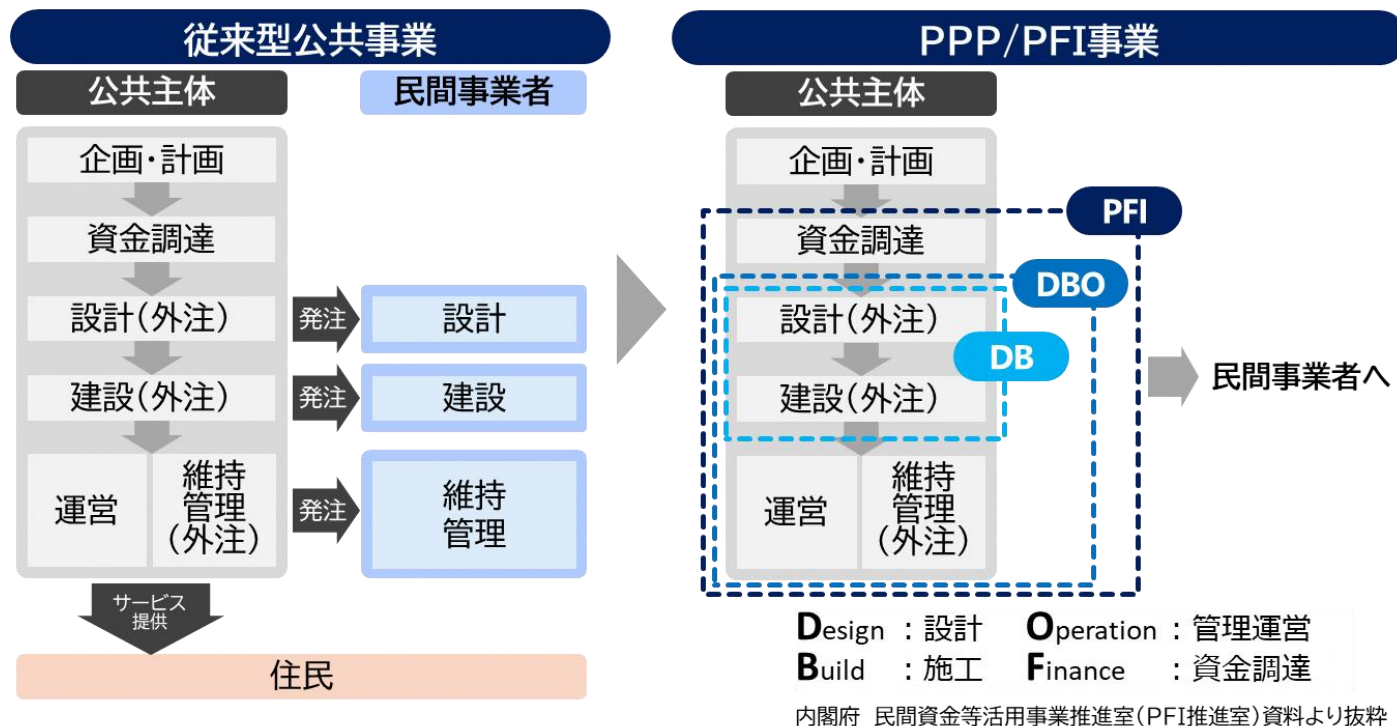 従来型公共事業
公共主体
民間事業者
企画・計画
資金調達
設計(外注)
発注
設計
建設(外注)
発注
建設
運営
維持
管理
(外注)
発注
維持
管理
サービス
提供
住民
PPP/PFI事業
公共主体
企画・計画
PFI
資金調達
DBO
設計(外注)
DB
建設(外注)
運営
維持
管理
(外注)
民間事業者へ
Design :設計 Operation :管理運営
Build :施工 Finance :資金調達
内閣府 民間資金等活用事業推進室(PFI推進室)資料より抜粋